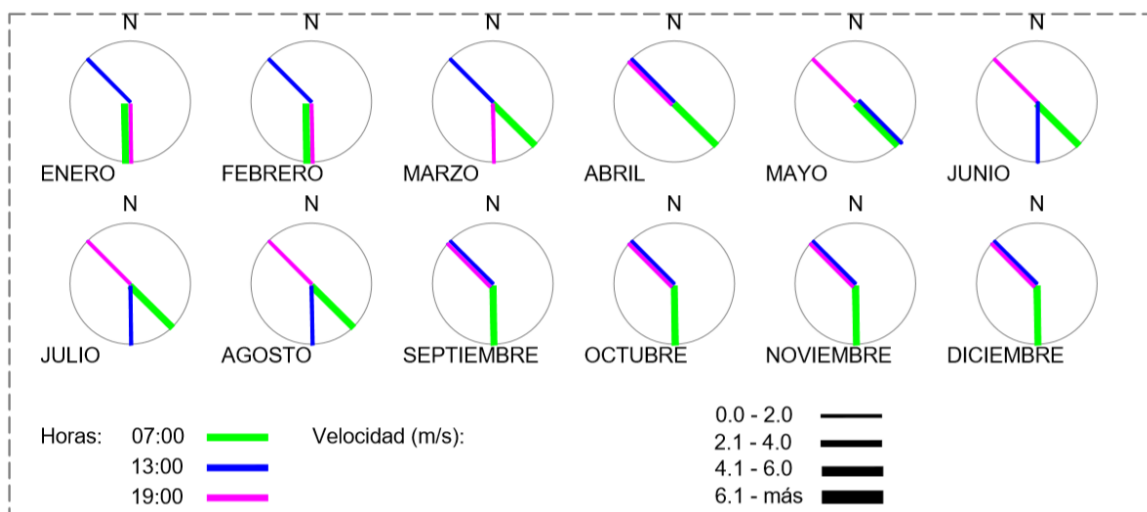 N N N N N N
ENERO FEBRERO MARZO ABRIL MAYO JUNIO
N N N N N N
JULIO AGOSTO SEPTIEMBRE OCTUBRE NOVIEMBRE DICIEMBRE
Horas: 07:00 Velocidad (m/s): 0.0 - 2.0
13:00 2.1 - 4.0
19:00 4.1 - 6.0
6.1 - más